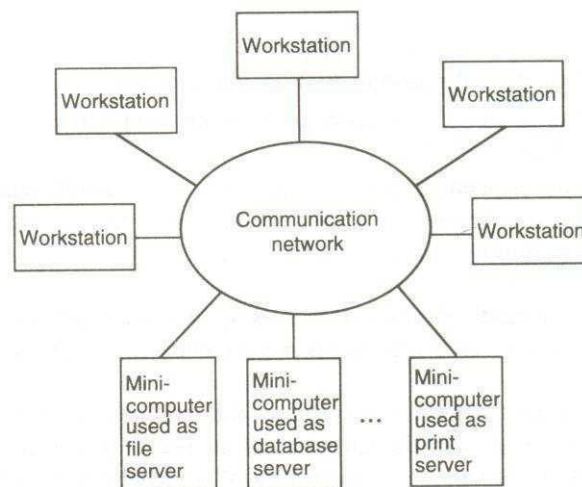 Workstation
Workstation
Workstation
Workstation
Workstation
Communication
network
Mini-
computer
used as
file
server
Mini-
computer
used as
database
server
...
Mini-
computer
used as
print
server